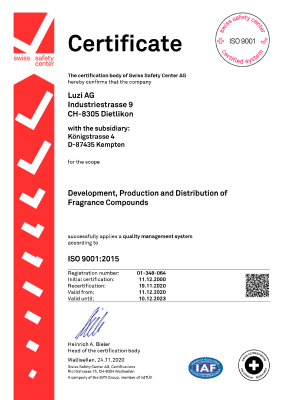 swiss safety center
Certificate
swiss safety center
ISO 9001
certified system
The certification body of Swiss Safety Center AG
hereby confirms that the company
Luzi AG
Industriestrasse 9
CH-8305 Dietlikon
with the subsidiary:
Königstrasse 4
D-87435 Kempten
for the scope
Development, Production and Distribution of
Fragrance Compounds
successfully applies a quality management system
according to
ISO 9001:2015
Registration number: 01-348-064
Initial certification: 11.12.2000
Recertification: 19.11.2020
Valid from: 11.12.2020
Valid until: 10.12.2023
Heinrich A. Bieler
Head of the certification body
Wallisellen, 24.11.2020
Swiss Safety Center AG, Certifications
Richtistrasse 15, CH-8304 Wallisellen
A company of the SVTI Group, member of VdTÜV
IAF